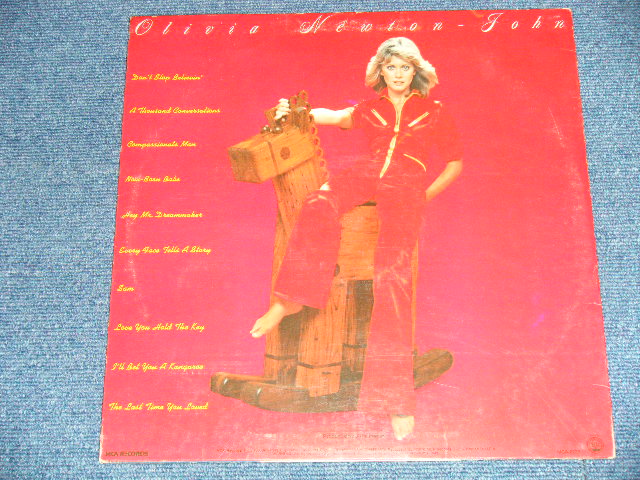 Olivia Newton-John
Don't Stop Believin'
A Thousand Conversations
Compassionate Man
New-Born Babe
Hey Mr. Dreammaker
Every Face Tells A Story
Sam
Love You Hold The Key
I'll Bet You A Kangaroo
The Last Time You Loved
MCA RECORDS